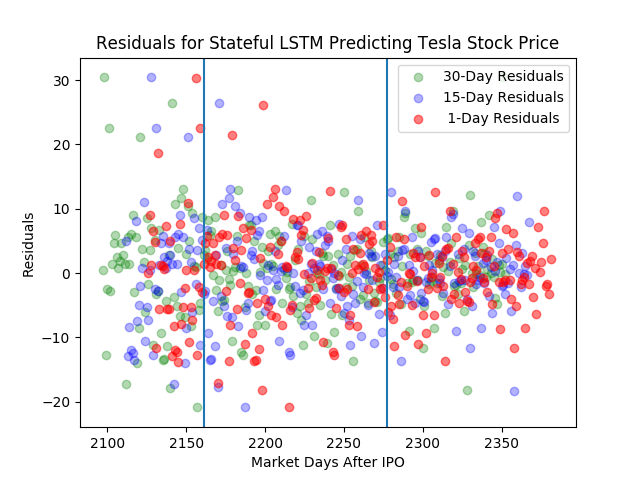 Residuals for Stateful LSTM Predicting Tesla Stock Price
30-Day Residuals
15-Day Residuals
1-Day Residuals
30
20
10
0
−10
−20
Residuals
2100 2150 2200 2250 2300 2350
Market Days After IPO